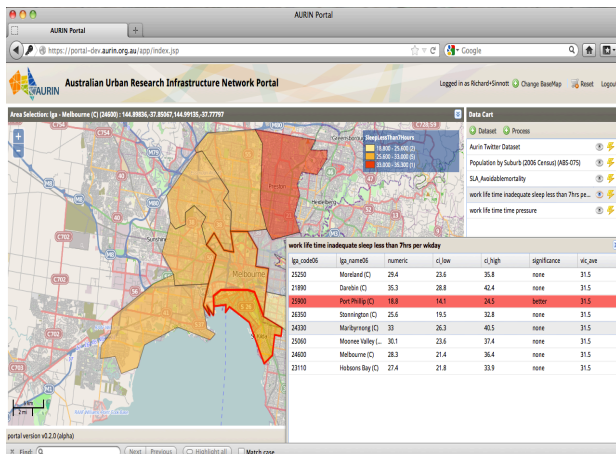 AURIN Portal
AURIN Portal
https://portal-dev.aurin.org.au/app/index.jsp
Google
AURIN
Australian Urban Research Infrastructure Network Portal
Logged in as Richard+Sinnott
Change BaseMap
Reset
Logout
Area Selection: lga - Melbourne (C) (24600) : 144.89836,-37.85067,144.99135,-37.77797
Data Cart
Dataset
Process
Aurin Twitter Dataset
Population by Suburb (2006 Census) (ABS-075)
SLA_Avoidablemortality
work life time inadequate sleep less than 7hrs pe...
work life time time pressure
SleepLessThan7Hours
18.800 - 25.600 (2)
25.600 - 33.000 (5)
33.000 - 35.300 (1)
C754
M79
M80
C702
C702
C702
C703
Greensborough
Preston
Heidelberg
Sunshine
Melbourne
2 mi
work life time inadequate sleep less than 7hrs per wkday
lga_code06 lga_name06 numeric ci_low ci_high significance vic_ave
25250 Moreland (C) 29.4 23.6 35.8 none 31.5
21890 Darebin (C) 35.3 28.8 42.4 none 31.5
25900 Port Phillip (C) 18.8 14.1 24.5 better 31.5
26350 Stonnington (C) 25.6 19.5 32.8 none 31.5
24330 Maribyrnong (C) 33 26.3 40.5 none 31.5
25060 Moonee Valley (... 30.1 23.6 37.4 none 31.5
24600 Melbourne (C) 28.3 21.4 36.4 none 31.5
23110 Hobsons Bay (C) 27.4 21.8 33.9 none 31.5
portal version v0.2.0 (alpha)
Find:
Next
Previous
Highlight all
Match case